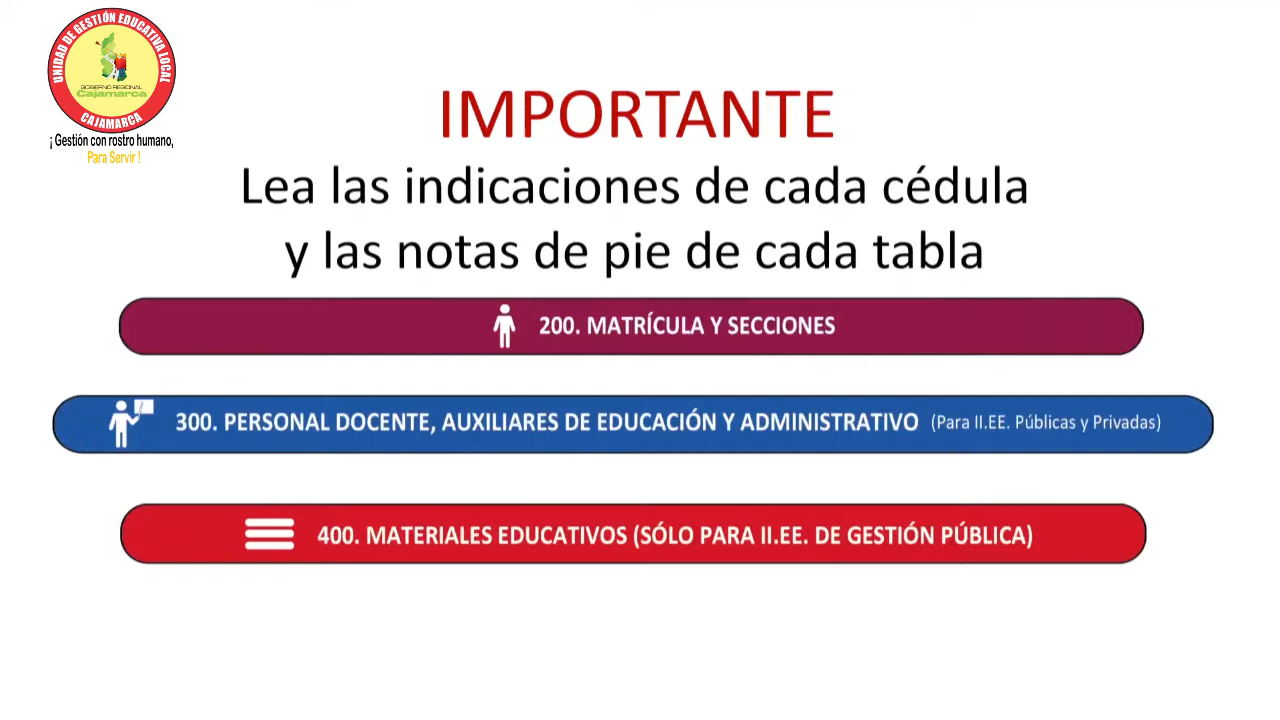 UNIDAD DE GESTIÓN EDUCATIVA LOCAL
GOBIERNO REGIONAL
Cajamarca
CAJAMARCA
¡ Gestión con rostro humano,
Para Servir !
IMPORTANTE
Lea las indicaciones de cada cédula
y las notas de pie de cada tabla
200. MATRÍCULA Y SECCIONES
300. PERSONAL DOCENTE, AUXILIARES DE EDUCACIÓN Y ADMINISTRATIVO (Para II.EE. Públicas y Privadas)
400. MATERIALES EDUCATIVOS (SÓLO PARA II.EE. DE GESTIÓN PÚBLICA)